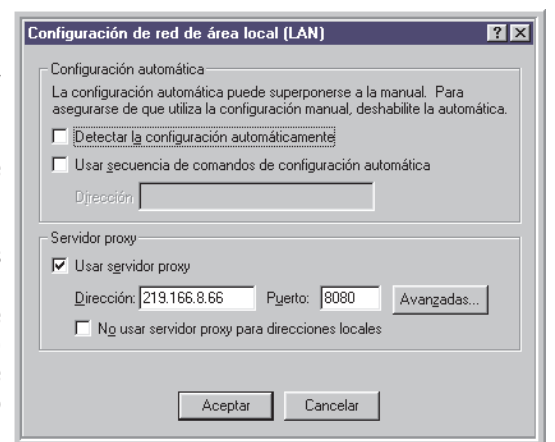 Configuración de red de área local (LAN)
Configuración automática
La configuración automática puede superponerse a la manual. Para
asegurarse de que utiliza la configuración manual, deshabilite la automática.
Detectar la configuración automáticamente
Usar secuencia de comandos de configuración automática
Dirección
Servidor proxy
Usar servidor proxy
Dirección: 219.166.8.66 Puerto: 8080 Avanzadas...
No usar servidor proxy para direcciones locales
Aceptar Cancelar